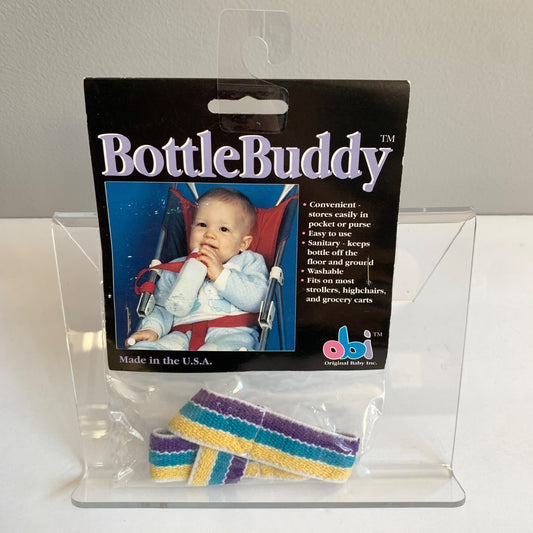 BottleBuddy™
• Convenient -
stores easily in
pocket or purse
• Easy to use
• Sanitary - keeps
bottle off the
floor and ground
• Washable
• Fits on most
strollers, highchairs,
and grocery carts
obi™
Original Baby Inc.
Made in the U.S.A.